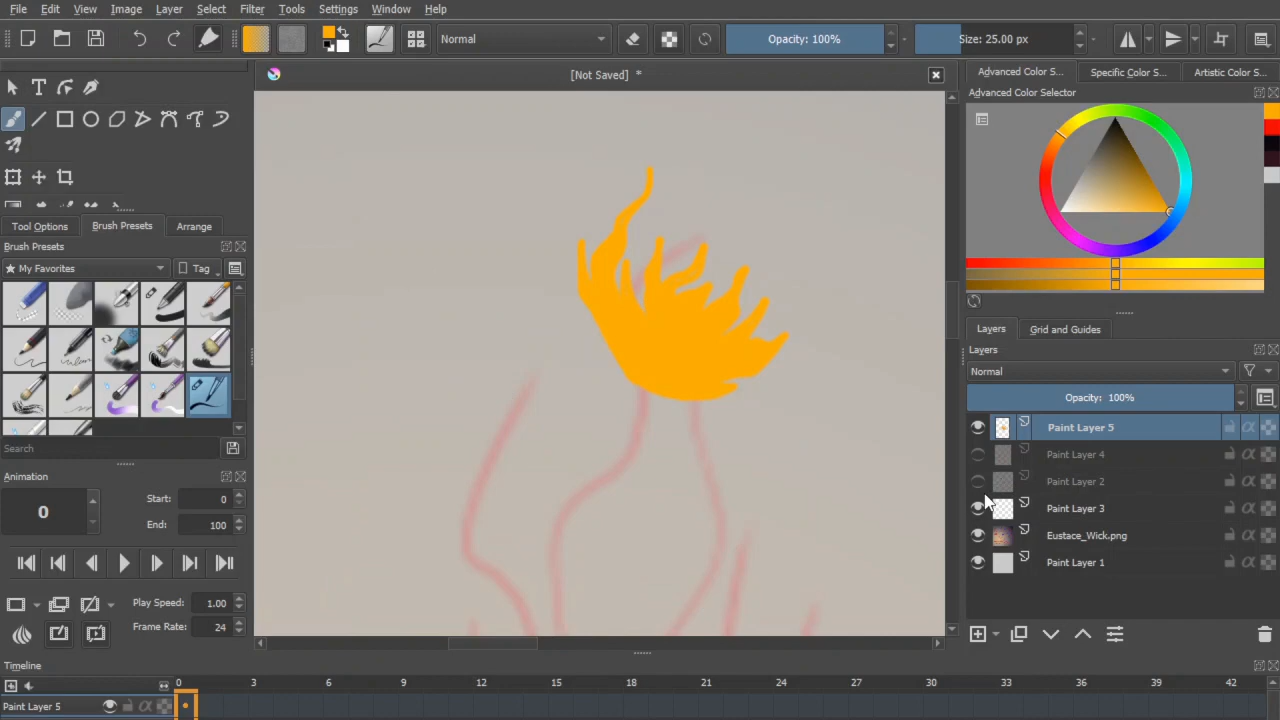 File Edit View Image Layer Select Filter Tools Settings Window Help
Normal Opacity: 100% Size: 25.00 px
[Not Saved] *
Advanced Color S... Specific Color S... Artistic Color S...
Advanced Color Selector
Tool Options Brush Presets Arrange
Brush Presets
★ My Favorites Tag
Search
Layers Grid and Guides
Layers
Normal
Opacity: 100%
Paint Layer 5
Paint Layer 4
Paint Layer 2
Paint Layer 3
Eustace_Wick.png
Paint Layer 1
Animation
0 Start: 0
End: 100
Play Speed: 1.00
Frame Rate: 24
Timeline
0 3 6 9 12 15 18 21 24 27 30 33 36 39 42
Paint Layer 5